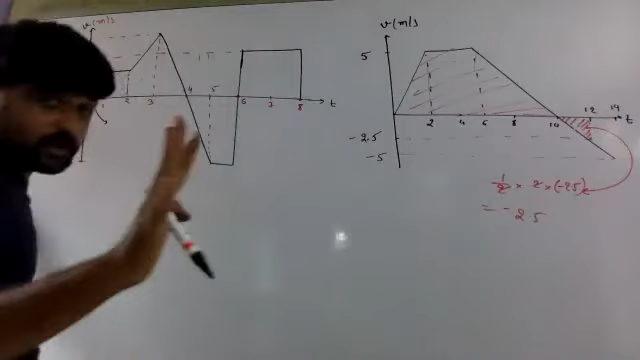 v(m/s)
2 3 4 5 6 7 8 t
v(m/s)
5
2 4 6 8 10 12 14 t
-2.5
-5
1/2 × 2 × (-2.5)
= -2.5